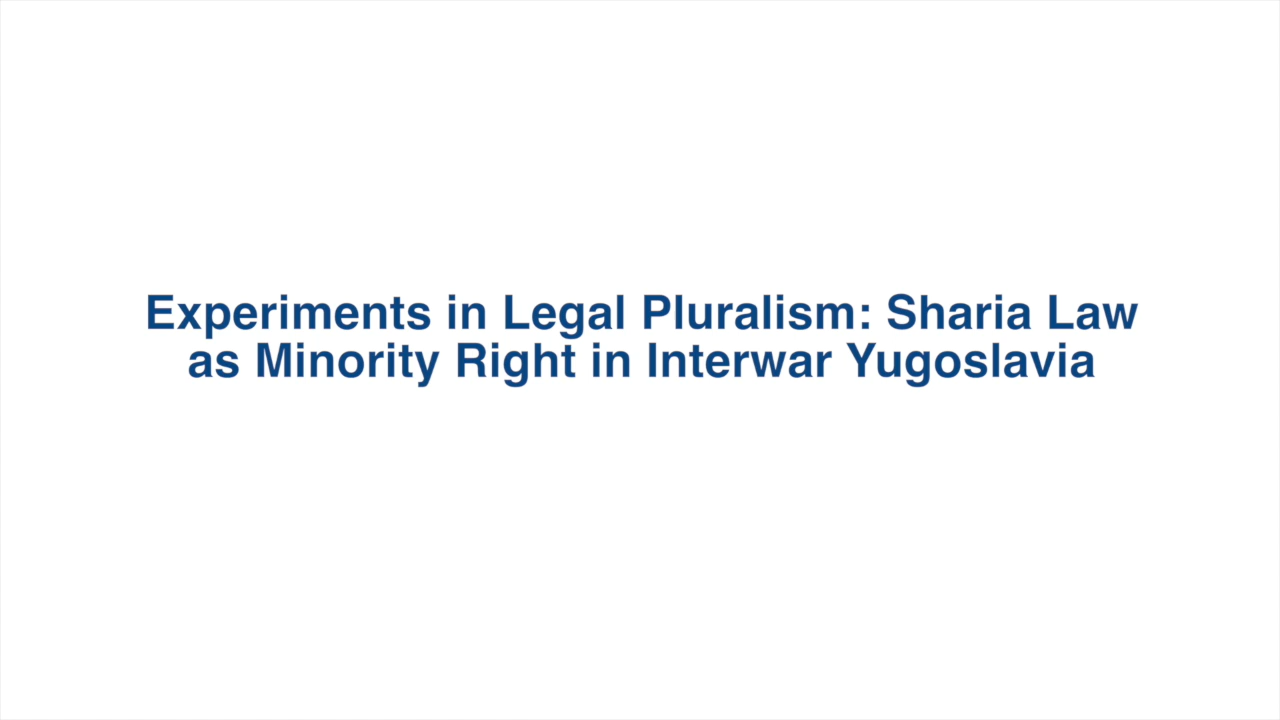 Experiments in Legal Pluralism: Sharia Law
as Minority Right in Interwar Yugoslavia